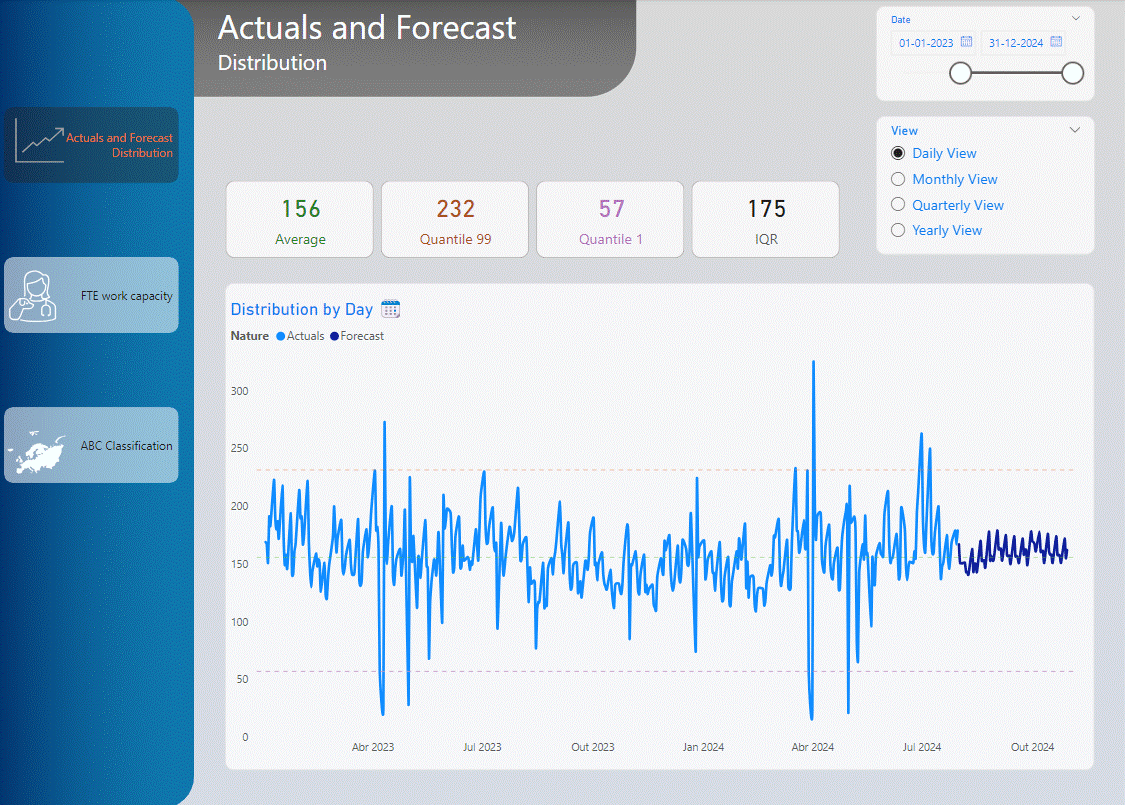 Actuals and Forecast
Distribution
Date
01-01-2023
31-12-2024
View
Daily View
Monthly View
Quarterly View
Yearly View
Actuals and Forecast
Distribution
FTE work capacity
ABC Classification
156
Average
232
Quantile 99
57
Quantile 1
175
IQR
Distribution by Day
Nature Actuals Forecast
300
250
200
150
100
50
0
Abr 2023
Jul 2023
Out 2023
Jan 2024
Abr 2024
Jul 2024
Out 2024